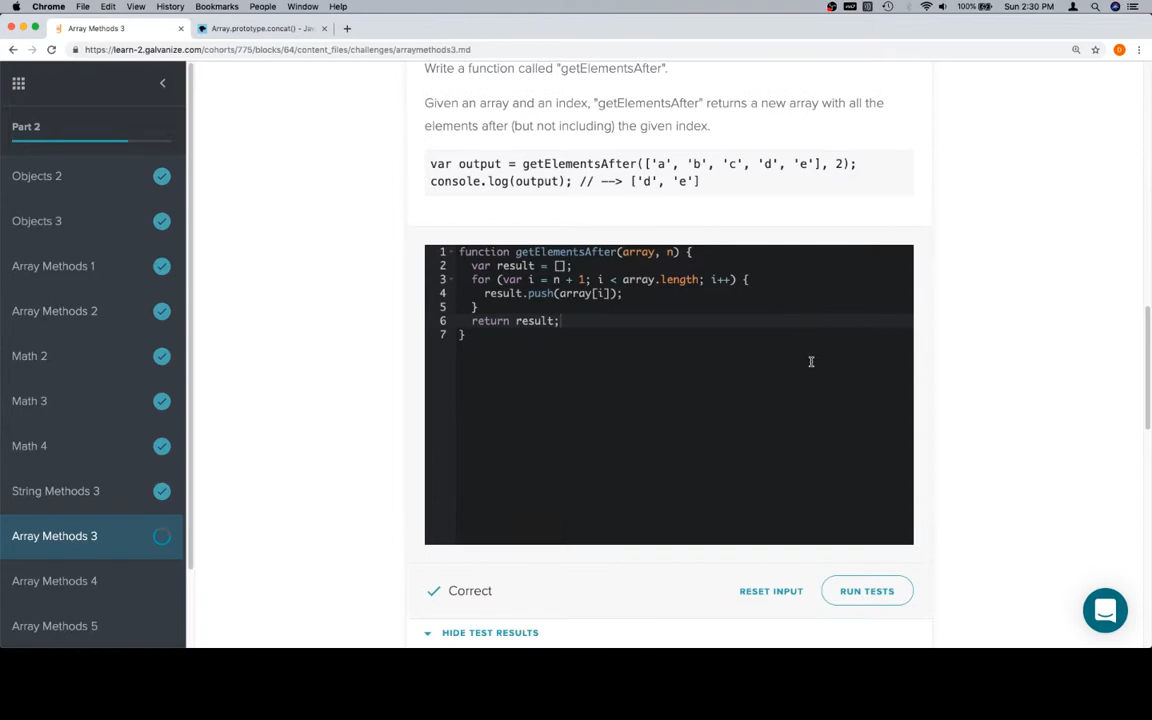 Chrome File Edit View History Bookmarks People Window Help 100% Sun 2:30 PM
Array Methods 3 Array.prototype.concat() - Jav
https://learn-2.galvanize.com/cohorts/775/blocks/64/content_files/challenges/arraymethods3.md
Part 2
Objects 2
Objects 3
Array Methods 1
Array Methods 2
Math 2
Math 3
Math 4
String Methods 3
Array Methods 3
Array Methods 4
Array Methods 5
Write a function called "getElementsAfter".
Given an array and an index, "getElementsAfter" returns a new array with all the
elements after (but not including) the given index.
var output = getElementsAfter(['a', 'b', 'c', 'd', 'e'], 2);
console.log(output); // --> ['d', 'e']
1 function getElementsAfter(array, n) {
2 var result = [];
3 for (var i = n + 1; i < array.length; i++) {
4 result.push(array[i]);
5 }
6 return result;
7 }
Correct RESET INPUT RUN TESTS
HIDE TEST RESULTS